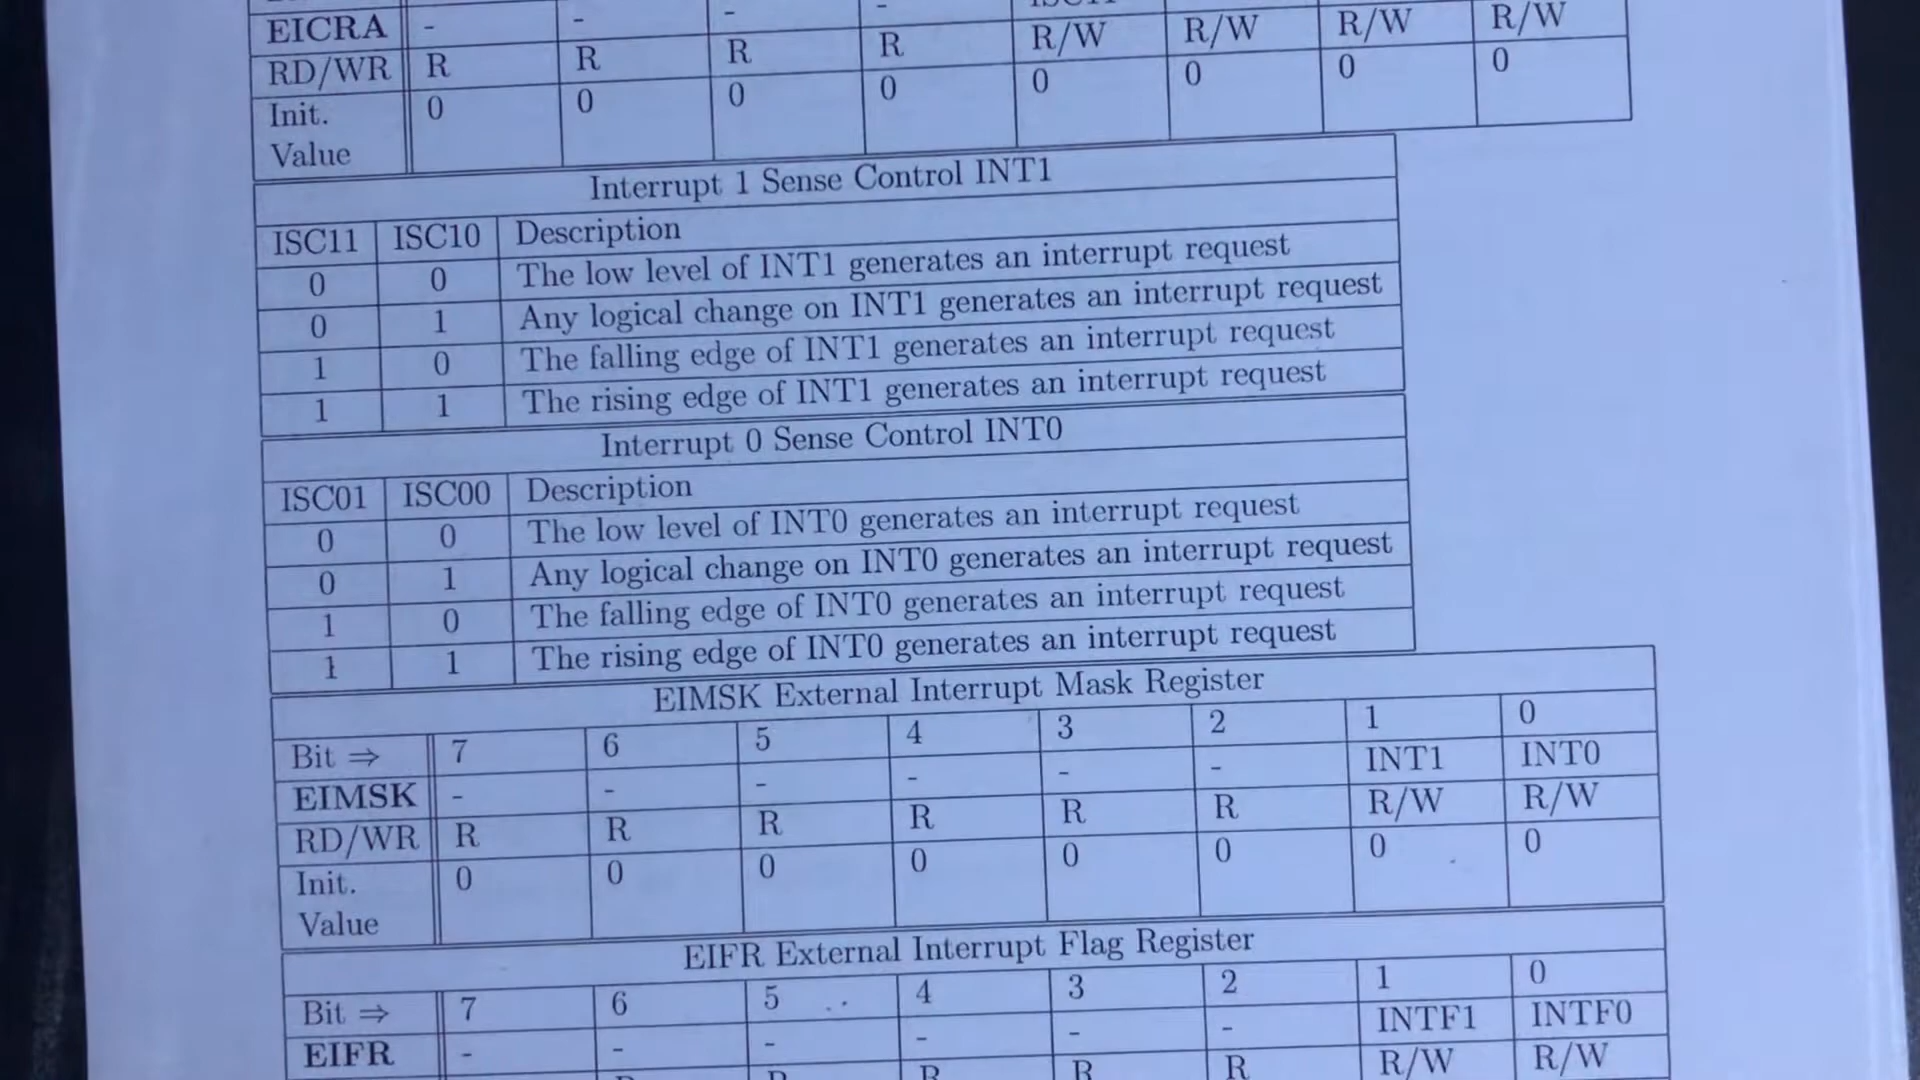 EICRA - - - -
RD/WR R R R R R/W R/W R/W R/W
Init. Value 0 0 0 0 0 0 0 0
Interrupt 1 Sense Control INT1
ISC11 ISC10 Description
0 0 The low level of INT1 generates an interrupt request
0 1 Any logical change on INT1 generates an interrupt request
1 0 The falling edge of INT1 generates an interrupt request
1 1 The rising edge of INT1 generates an interrupt request
Interrupt 0 Sense Control INT0
ISC01 ISC00 Description
0 0 The low level of INT0 generates an interrupt request
0 1 Any logical change on INT0 generates an interrupt request
1 0 The falling edge of INT0 generates an interrupt request
1 1 The rising edge of INT0 generates an interrupt request
EIMSK External Interrupt Mask Register
Bit ⇒ 7 6 5 4 3 2 1 0
EIMSK - - - - - - INT1 INT0
RD/WR R R R R R R R/W R/W
Init. Value 0 0 0 0 0 0 0 0
EIFR External Interrupt Flag Register
Bit ⇒ 7 6 5 4 3 2 1 0
EIFR - - - - - - INTF1 INTF0
R R R/W R/W